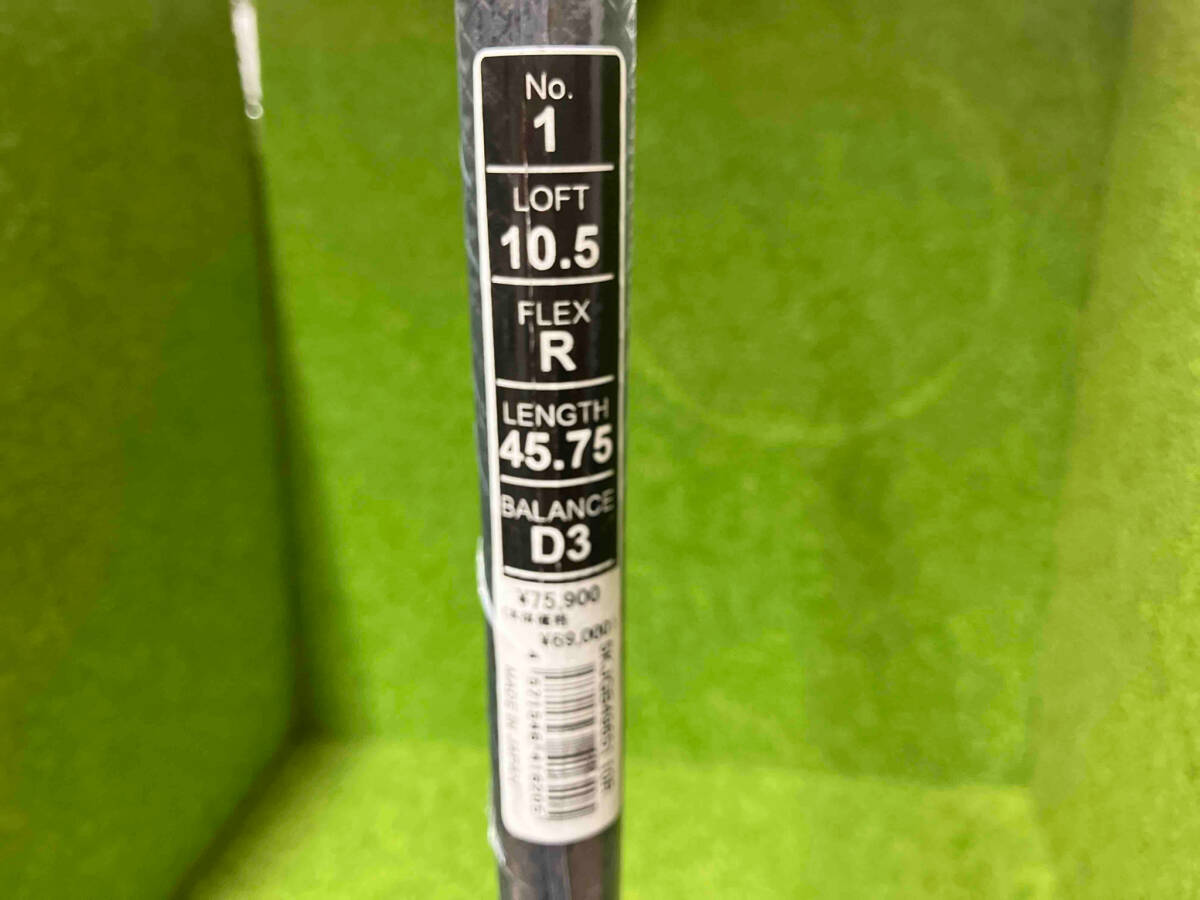 No.
1
LOFT
10.5
FLEX
R
LENGTH
45.75
BALANCE
D3
¥75,900
¥69,000
MADE IN JAPAN